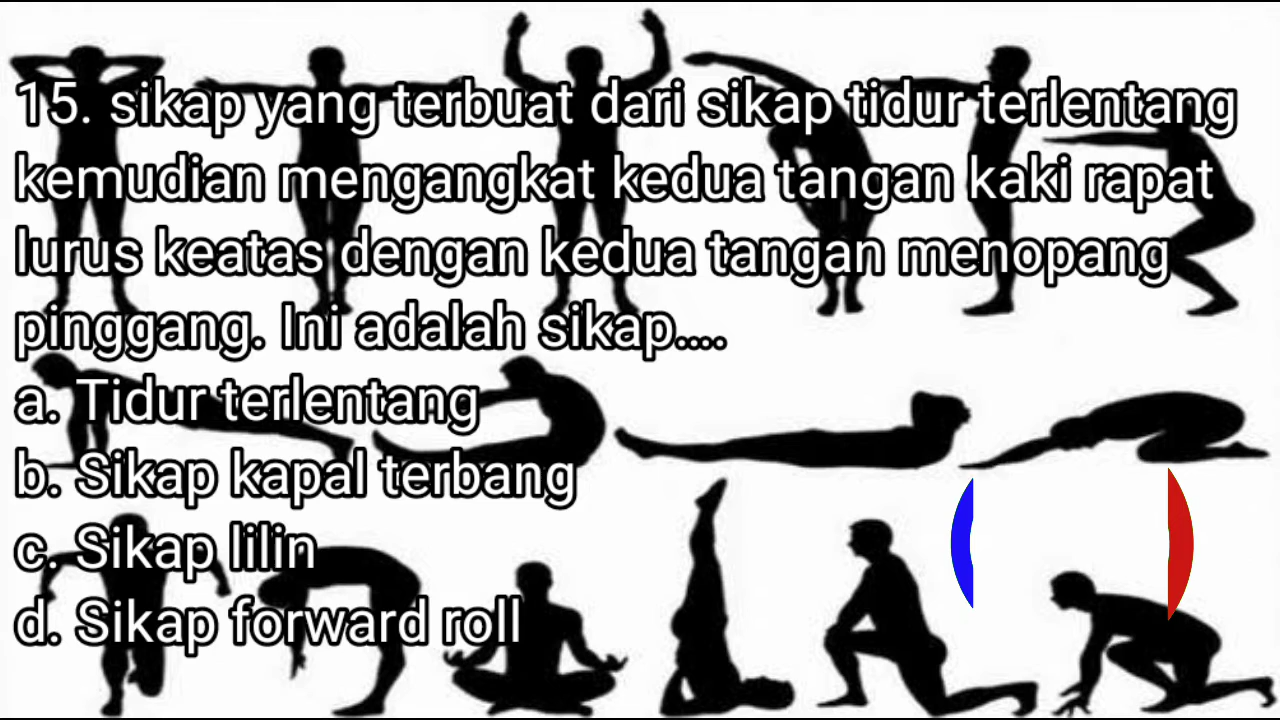 15. sikap yang terbuat dari sikap tidur terlentang
kemudian mengangkat kedua tangan kaki rapat
lurus keatas dengan kedua tangan menopang
pinggang. Ini adalah sikap....
a. Tidur terlentang
b. Sikap kapal terbang
c. Sikap lilin
d. Sikap forward roll